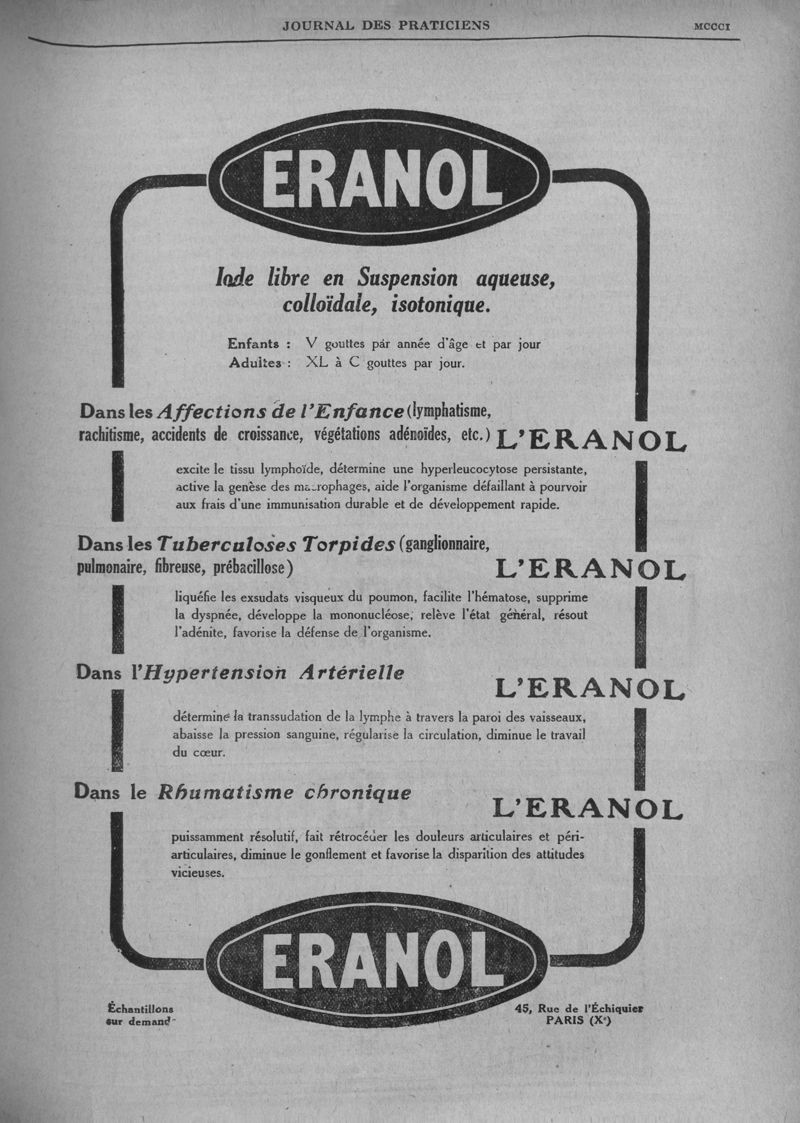 JOURNAL DES PRATICIENS MCCCI
ERANOL
Iode libre en Suspension aqueuse,
colloïdale, isotonique.
Enfants : V gouttes par année d'âge et par jour
Adultes : XL à C gouttes par jour.
Dans les Affections de l'Enfance (lymphatisme,
rachitisme, accidents de croissance, végétations adénoïdes, etc.) L'ERANOL
excite le tissu lymphoïde, détermine une hyperleucocytose persistante,
active la genèse des macrophages, aide l'organisme défaillant à pourvoir
aux frais d'une immunisation durable et de développement rapide.
Dans les Tuberculoses Torpides (ganglionnaire,
pulmonaire, fibreuse, prébacillose) L'ERANOL
liquéfie les exsudats visqueux du poumon, facilite l'hématose, supprime
la dyspnée, développe la mononucléose, relève l'état général, résout
l'adénite, favorise la défense de l'organisme.
Dans l'Hypertension Artérielle
L'ERANOL
détermine la transsudation de la lymphe à travers la paroi des vaisseaux,
abaisse la pression sanguine, régularise la circulation, diminue le travail
du cœur.
Dans le Rhumatisme chronique
L'ERANOL
puissamment résolutif, fait rétrocéder les douleurs articulaires et péri-
articulaires, diminue le gonflement et favorise la disparition des attitudes
vicieuses.
ERANOL
Échantillons
sur demand
45, Rue de l'Échiquier
PARIS (Xᵉ)